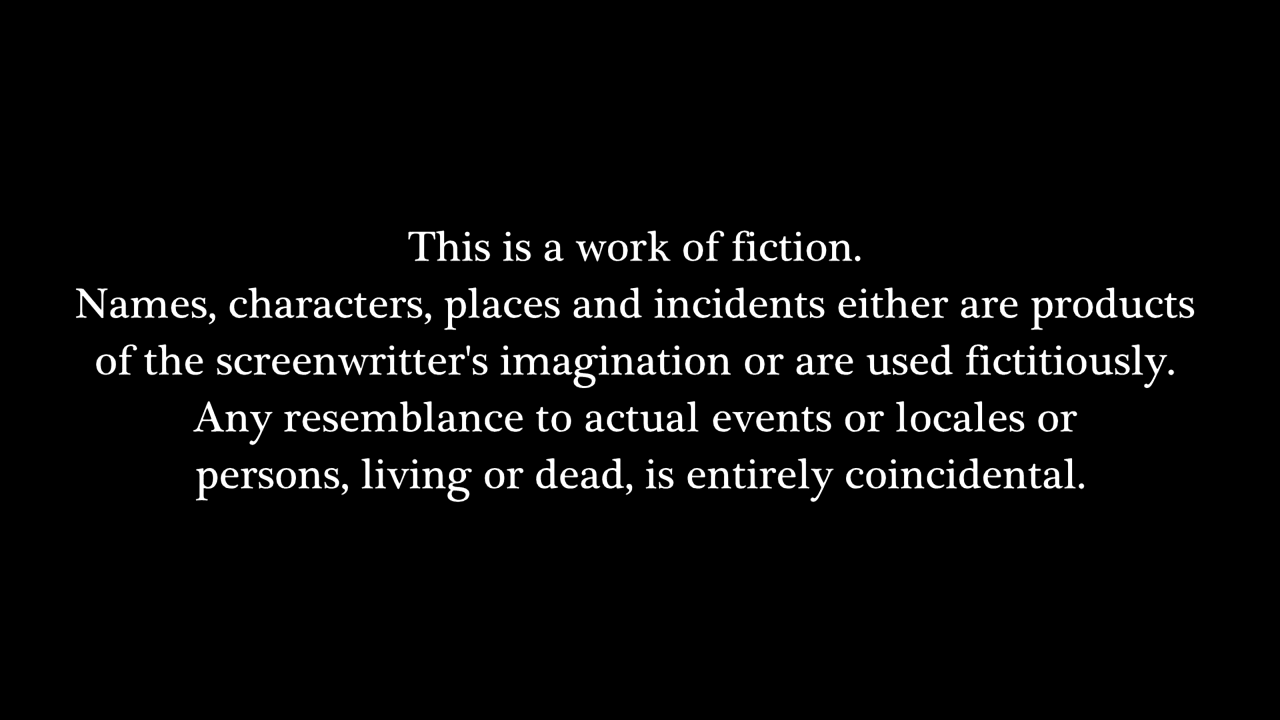 This is a work of fiction.
Names, characters, places and incidents either are products
of the screenwritter's imagination or are used fictitiously.
Any resemblance to actual events or locales or
persons, living or dead, is entirely coincidental.